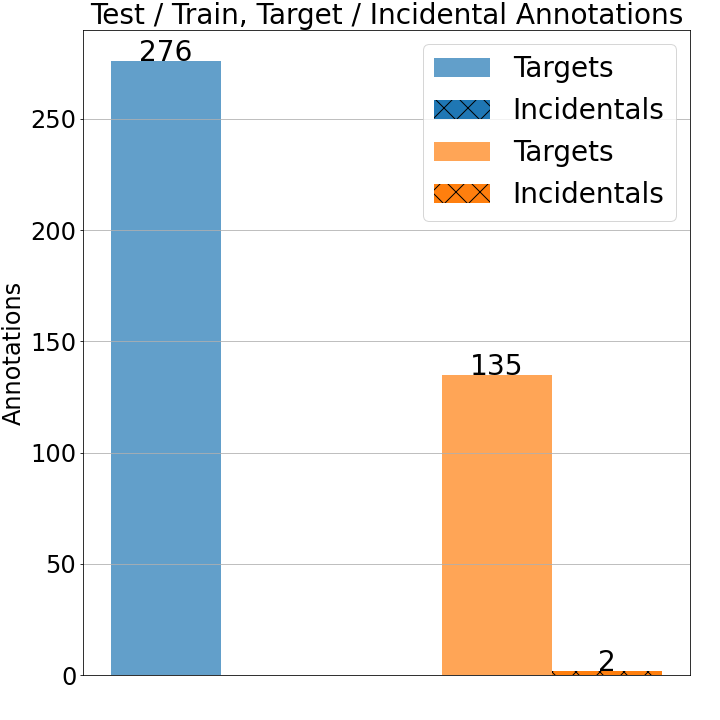 Test / Train, Target / Incidental Annotations
276
Targets
Incidentals
Targets
Incidentals
250
200
150
135
100
50
2
0
Annotations